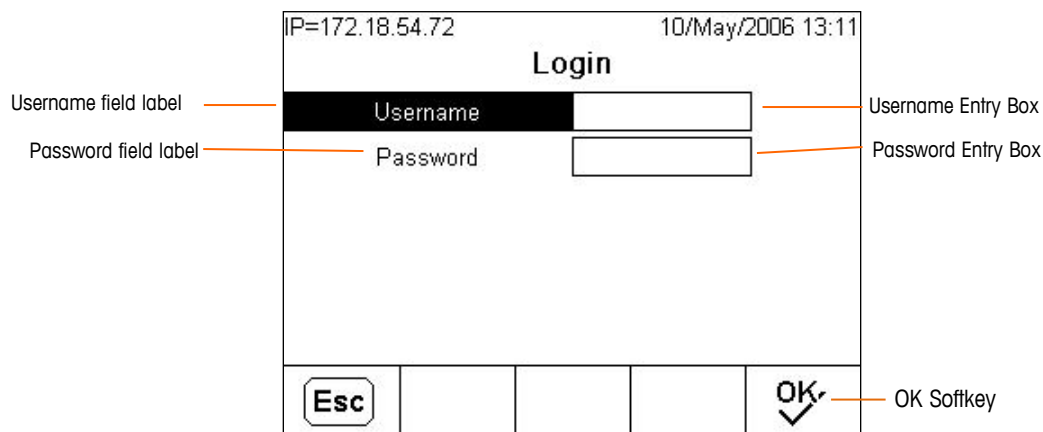 IP=172.18.54.72 10/May/2006 13:11
Login
Username field label Username Username Entry Box
Password field label Password Password Entry Box
Esc OK OK Softkey